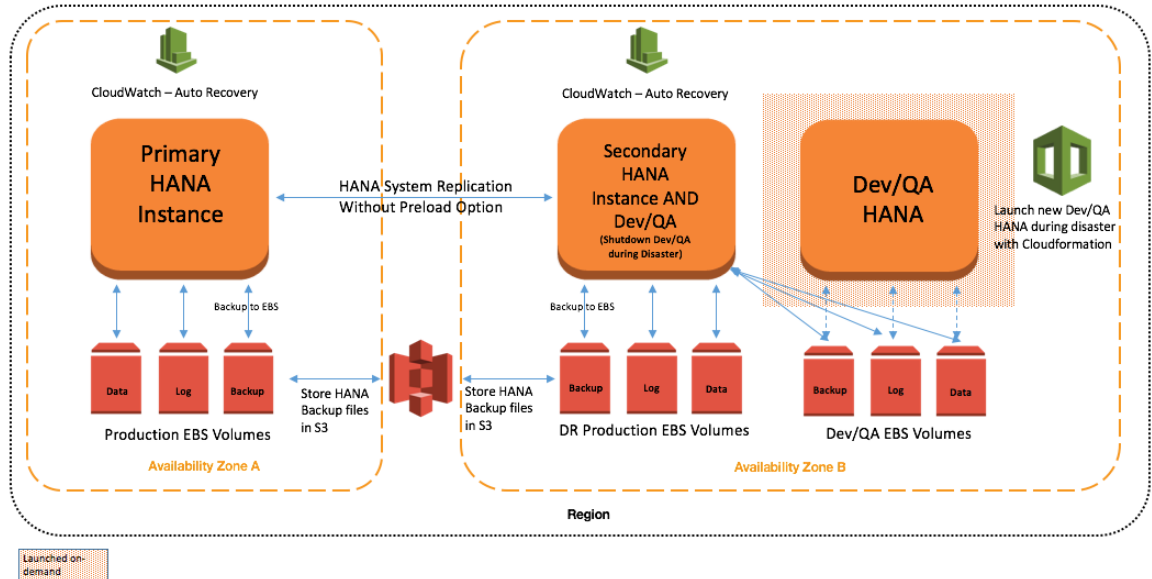 CloudWatch – Auto Recovery
Primary
HANA
Instance
HANA System Replication
Without Preload Option
CloudWatch – Auto Recovery
Secondary
HANA
Instance AND
Dev/QA
(Shutdown Dev/QA
during Disaster)
Dev/QA
HANA
Launch new Dev/QA
HANA during disaster
with Cloudformation
Backup to EBS
Data
Log
Backup
Production EBS Volumes
Availability Zone A
Store HANA
Backup files
in S3
Store HANA
Backup files
in S3
Backup to EBS
Backup
Log
Data
DR Production EBS Volumes
Backup
Log
Data
Dev/QA EBS Volumes
Availability Zone B
Region
Launched on-
demand